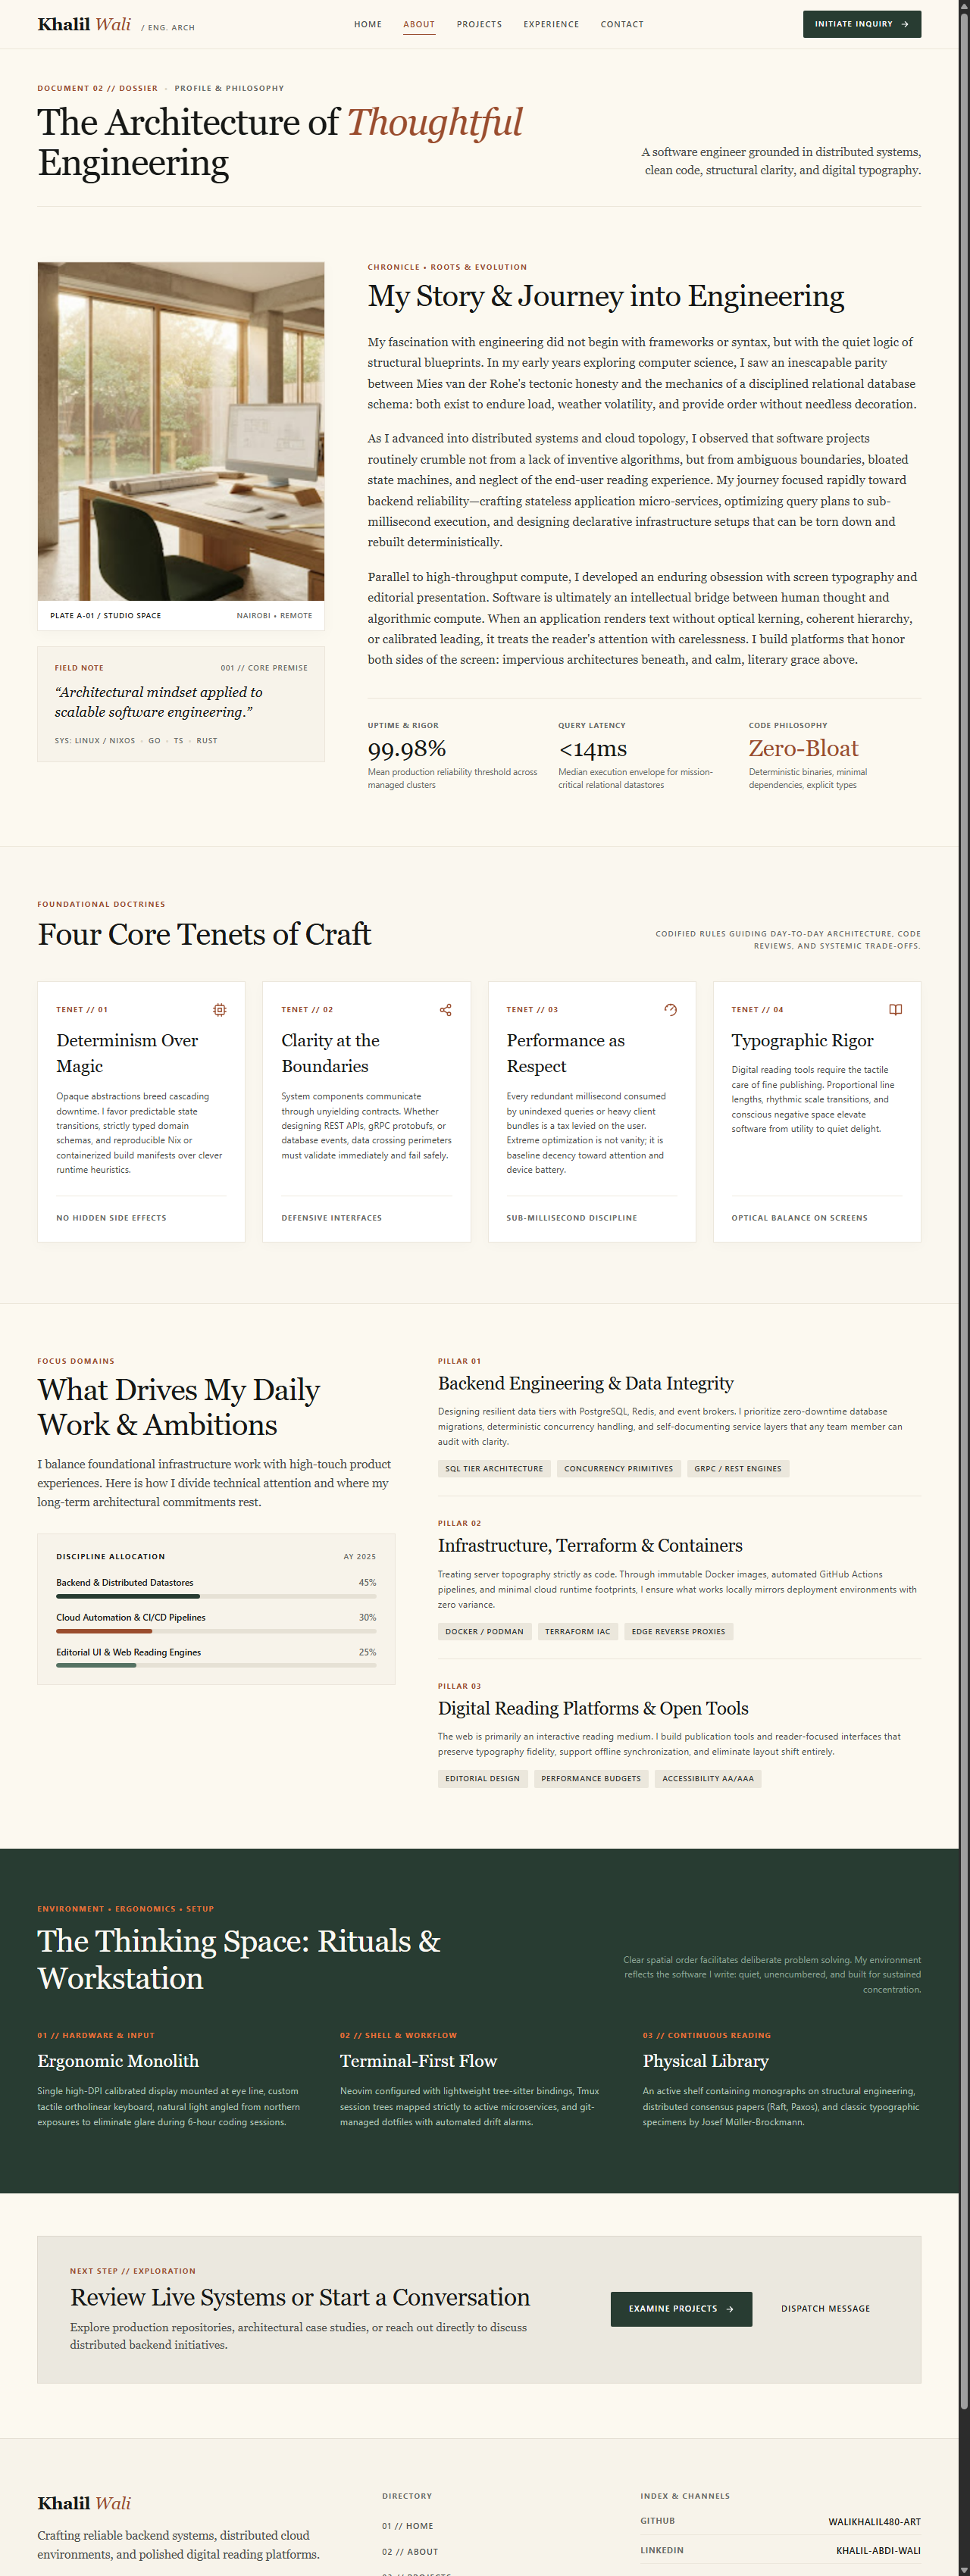 Khalil Wali / ENG. ARCH
HOME ABOUT PROJECTS EXPERIENCE CONTACT
INITIATE INQUIRY →
DOCUMENT 02 // DOSSIER · PROFILE & PHILOSOPHY
The Architecture of Thoughtful
Engineering
A software engineer grounded in distributed systems,
clean code, structural clarity, and digital typography.
PLATE A-01 / STUDIO SPACE NAIROBI • REMOTE
FIELD NOTE 001 // CORE PREMISE
“Architectural mindset applied to
scalable software engineering.”
SYS: LINUX / NIXOS · GO · TS · RUST
CHRONICLE • ROOTS & EVOLUTION
My Story & Journey into Engineering
My fascination with engineering did not begin with frameworks or syntax, but with the quiet logic of
structural blueprints. In my early years exploring computer science, I saw an inescapable parity
between Mies van der Rohe's tectonic honesty and the mechanics of a disciplined relational database
schema: both exist to endure load, weather volatility, and provide order without needless decoration.
As I advanced into distributed systems and cloud topology, I observed that software projects
routinely crumble not from a lack of inventive algorithms, but from ambiguous boundaries, bloated
state machines, and neglect of the end-user reading experience. My journey focused rapidly toward
backend reliability—crafting stateless application micro-services, optimizing query plans to sub-
millisecond execution, and designing declarative infrastructure setups that can be torn down and
rebuilt deterministically.
Parallel to high-throughput compute, I developed an enduring obsession with screen typography and
editorial presentation. Software is ultimately an intellectual bridge between human thought and
algorithmic compute. When an application renders text without optical kerning, coherent hierarchy,
or calibrated leading, it treats the reader's attention with carelessness. I build platforms that honor
both sides of the screen: impervious architectures beneath, and calm, literary grace above.
UPTIME & RIGOR
99.98%
Mean production reliability threshold across
managed clusters
QUERY LATENCY
<14ms
Median execution envelope for mission-
critical relational datastores
CODE PHILOSOPHY
Zero-Bloat
Deterministic binaries, minimal
dependencies, explicit types
FOUNDATIONAL DOCTRINES
Four Core Tenets of Craft
CODIFIED RULES GUIDING DAY-TO-DAY ARCHITECTURE, CODE
REVIEWS, AND SYSTEMIC TRADE-OFFS.
TENET // 01
Determinism Over
Magic
Opaque abstractions breed cascading
downtime. I favor predictable state
transitions, strictly typed domain
schemas, and reproducible Nix or
containerized build manifests over clever
runtime heuristics.
NO HIDDEN SIDE EFFECTS
TENET // 02
Clarity at the
Boundaries
System components communicate
through unyielding contracts. Whether
designing REST APIs, gRPC protobufs, or
database events, data crossing perimeters
must validate immediately and fail safely.
DEFENSIVE INTERFACES
TENET // 03
Performance as
Respect
Every redundant millisecond consumed
by unindexed queries or heavy client
bundles is a tax levied on the user.
Extreme optimization is not vanity; it is
baseline decency toward attention and
device battery.
SUB-MILLISECOND DISCIPLINE
TENET // 04
Typographic Rigor
Digital reading tools require the tactile
care of fine publishing. Proportional line
lengths, rhythmic scale transitions, and
conscious negative space elevate
software from utility to quiet delight.
OPTICAL BALANCE ON SCREENS
FOCUS DOMAINS
What Drives My Daily
Work & Ambitions
I balance foundational infrastructure work with high-touch product
experiences. Here is how I divide technical attention and where my
long-term architectural commitments rest.
DISCIPLINE ALLOCATION AY 2025
Backend & Distributed Datastores 45%
Cloud Automation & CI/CD Pipelines 30%
Editorial UI & Web Reading Engines 25%
PILLAR 01
Backend Engineering & Data Integrity
Designing resilient data tiers with PostgreSQL, Redis, and event brokers. I prioritize zero-downtime database
migrations, deterministic concurrency handling, and self-documenting service layers that any team member can
audit with clarity.
SQL TIER ARCHITECTURE CONCURRENCY PRIMITIVES GRPC / REST ENGINES
PILLAR 02
Infrastructure, Terraform & Containers
Treating server topography strictly as code. Through immutable Docker images, automated GitHub Actions
pipelines, and minimal cloud runtime footprints, I ensure what works locally mirrors deployment environments with
zero variance.
DOCKER / PODMAN TERRAFORM IAC EDGE REVERSE PROXIES
PILLAR 03
Digital Reading Platforms & Open Tools
The web is primarily an interactive reading medium. I build publication tools and reader-focused interfaces that
preserve typography fidelity, support offline synchronization, and eliminate layout shift entirely.
EDITORIAL DESIGN PERFORMANCE BUDGETS ACCESSIBILITY AA/AAA
ENVIRONMENT • ERGONOMICS • SETUP
The Thinking Space: Rituals &
Workstation
Clear spatial order facilitates deliberate problem solving. My environment
reflects the software I write: quiet, unencumbered, and built for sustained
concentration.
01 // HARDWARE & INPUT
Ergonomic Monolith
Single high-DPI calibrated display mounted at eye line, custom
tactile ortholinear keyboard, natural light angled from northern
exposures to eliminate glare during 6-hour coding sessions.
02 // SHELL & WORKFLOW
Terminal-First Flow
Neovim configured with lightweight tree-sitter bindings, Tmux
session trees mapped strictly to active microservices, and git-
managed dotfiles with automated drift alarms.
03 // CONTINUOUS READING
Physical Library
An active shelf containing monographs on structural engineering,
distributed consensus papers (Raft, Paxos), and classic typographic
specimens by Josef Müller-Brockmann.
NEXT STEP // EXPLORATION
Review Live Systems or Start a Conversation
Explore production repositories, architectural case studies, or reach out directly to discuss
distributed backend initiatives.
EXAMINE PROJECTS →
DISPATCH MESSAGE
Khalil Wali
Crafting reliable backend systems, distributed cloud
environments, and polished digital reading platforms.
DIRECTORY
01 // HOME
02 // ABOUT
03 // PROJECTS
INDEX & CHANNELS
GITHUB WALIKHALIL480-ART
LINKEDIN KHALIL-ABDI-WALI